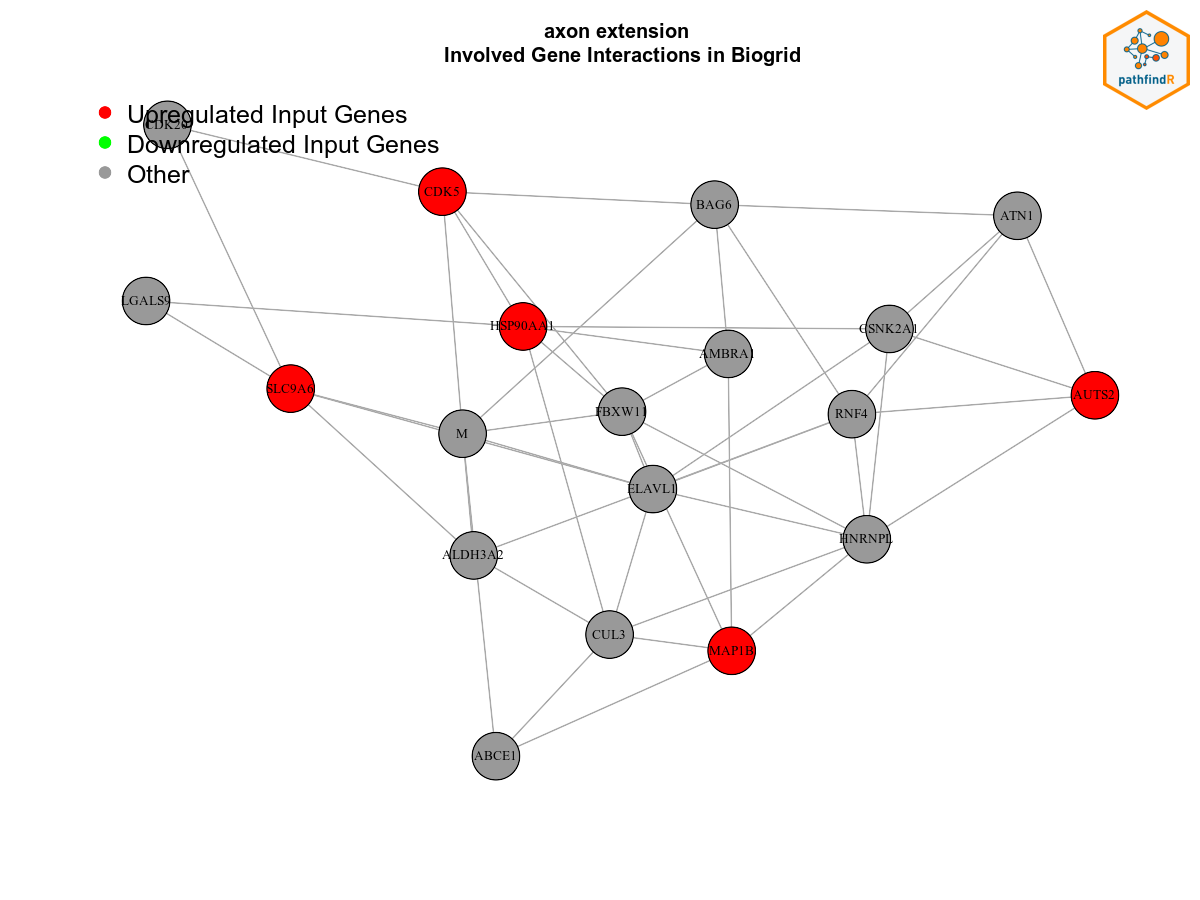 axon extension
Involved Gene Interactions in Biogrid
pathfindR
Upregulated Input Genes
CDK20
Downregulated Input Genes
Other
CDK5
BAG6
ATN1
LGALS9
HSP90AA1
CSNK2A1
AMBRA1
SLC9A6
AUTS2
FBXW11
RNF4
M
ELAVL1
HNRNPL
ALDH3A2
CUL3
MAP1B
ABCE1